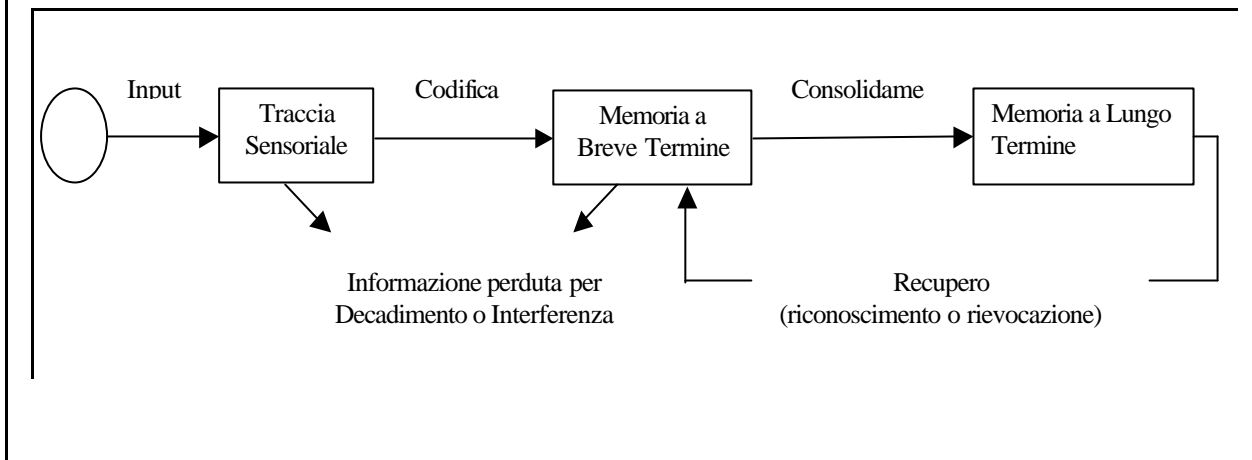 Input
Traccia
Sensoriale
Codifica
Memoria a
Breve Termine
Consolidame
Memoria a Lungo
Termine
Informazione perduta per
Decadimento o Interferenza
Recupero
(riconoscimento o rievocazione)